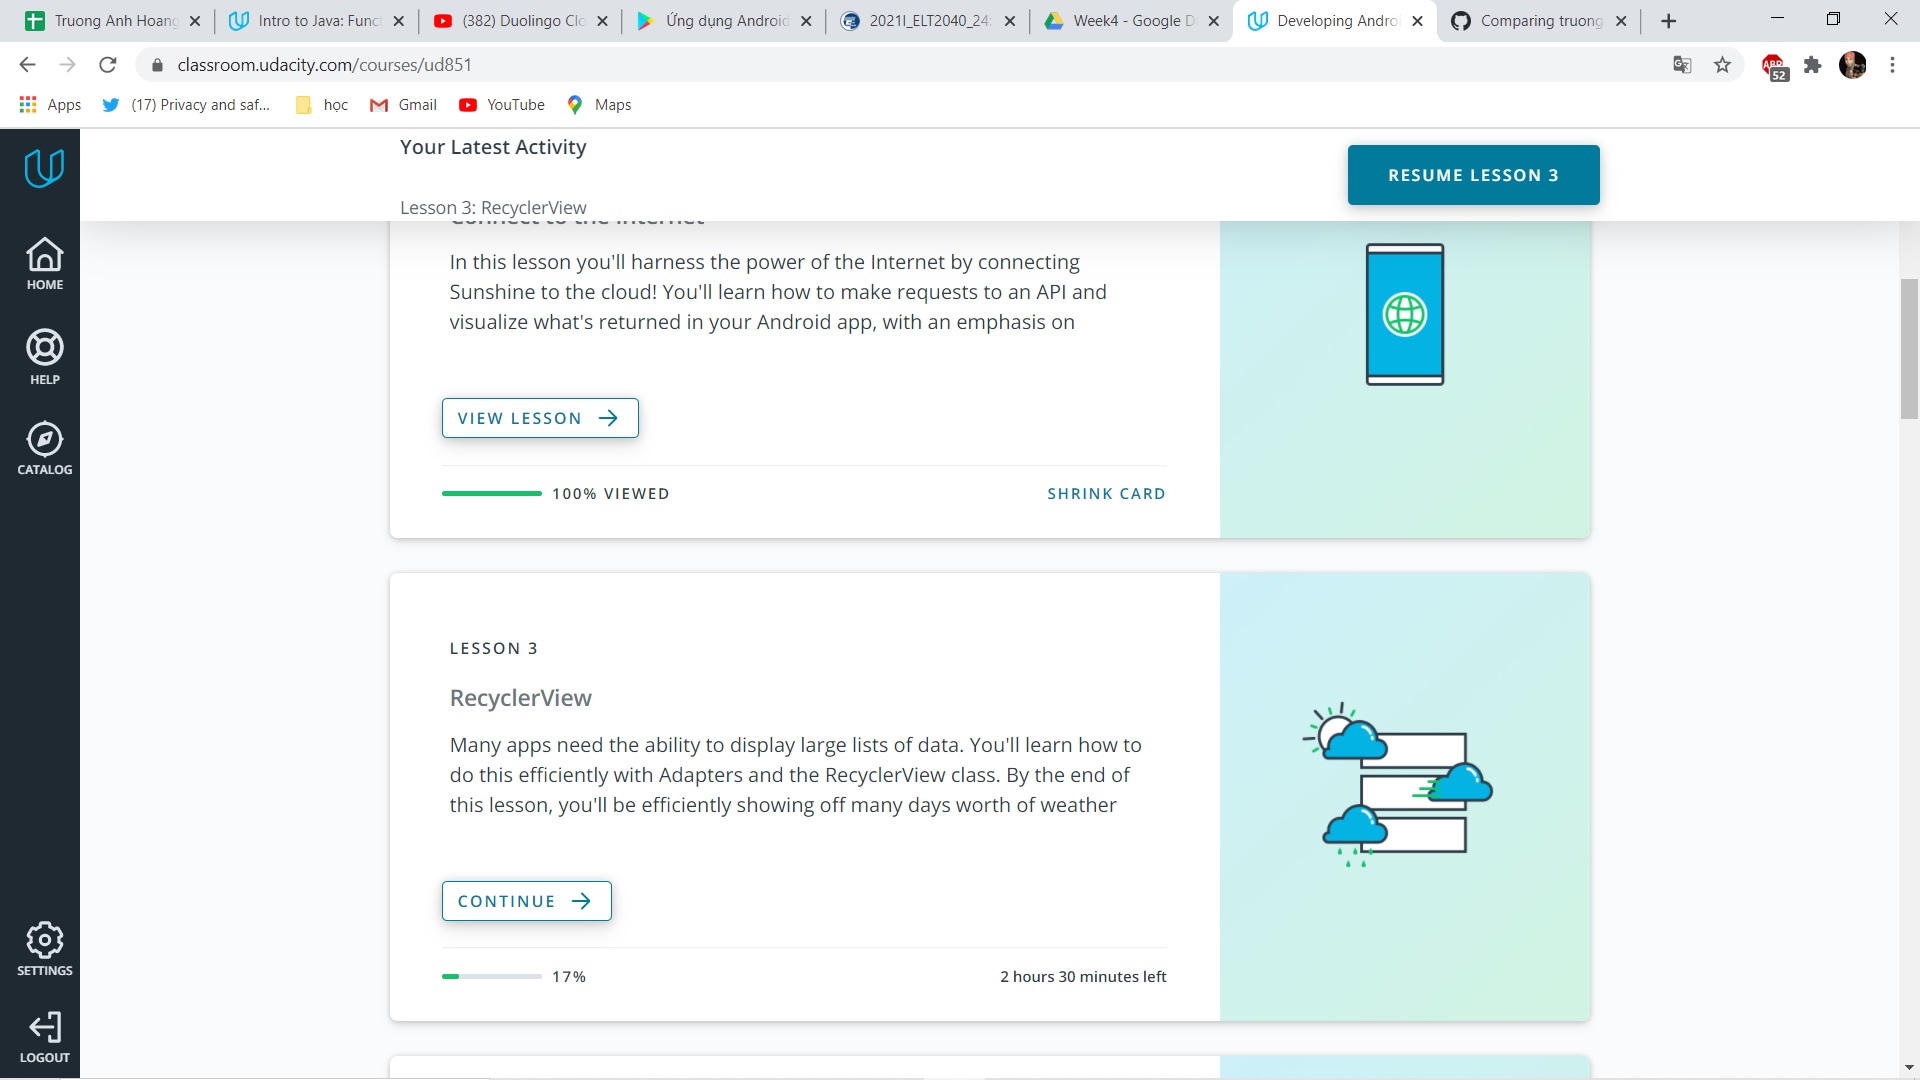 Truong Anh Hoang
Intro to Java: Funct
(382) Duolingo Clo
Ứng dụng Android
2021I_ELT2040_24
Week4 - Google D
Developing Andro
Comparing truong
classroom.udacity.com/courses/ud851
ABP
52
Apps
(17) Privacy and saf...
học
Gmail
YouTube
Maps
Your Latest Activity
RESUME LESSON 3
Lesson 3: RecyclerView
HOME
HELP
CATALOG
SETTINGS
LOGOUT
Connect to the Internet
In this lesson you'll harness the power of the Internet by connecting
Sunshine to the cloud! You'll learn how to make requests to an API and
visualize what's returned in your Android app, with an emphasis on
VIEW LESSON
100% VIEWED
SHRINK CARD
LESSON 3
RecyclerView
Many apps need the ability to display large lists of data. You'll learn how to
do this efficiently with Adapters and the RecyclerView class. By the end of
this lesson, you'll be efficiently showing off many days worth of weather
CONTINUE
17%
2 hours 30 minutes left